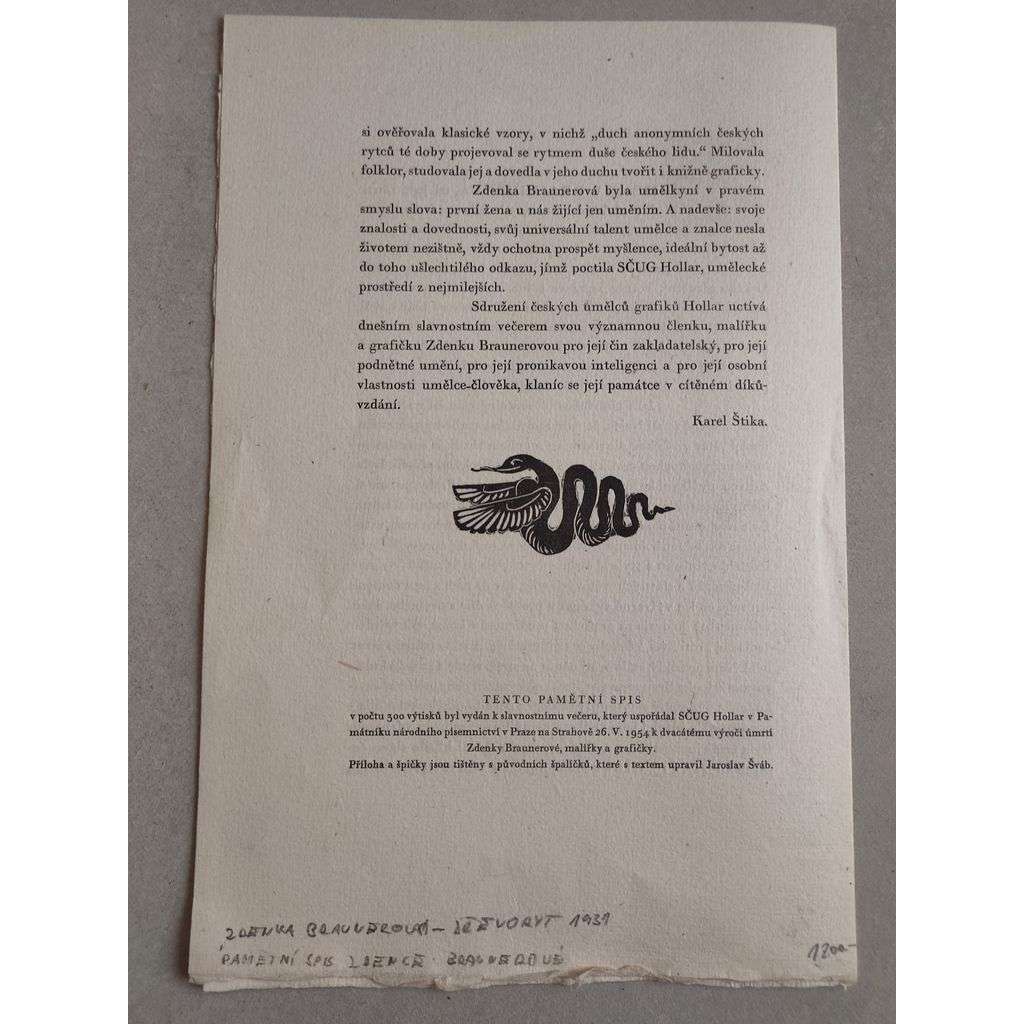 si ověřovala klasické vzory, v nichž „duch anonymních českých
rytců té doby projevoval se rytmem duše českého lidu.“ Milovala
folklor, studovala jej a dovedla v jeho duchu tvořit i knižně graficky.
Zdenka Braunerová byla umělkyní v pravém
smyslu slova: první žena u nás žijící jen uměním. A nadevše: svoje
znalosti a dovednosti, svůj universální talent umělce a znalce nesla
životem nezištně, vždy ochotna prospět myšlence, ideální bytost až
do toho ušlechtilého odkazu, jímž poctila SČUG Hollar, umělecké
prostředí z nejmilejších.
Sdružení českých umělců grafiků Hollar uctívá
dnešním slavnostním večerem svou významnou členku, malířku
a grafičku Zdenku Braunerovou pro její čin zakladatelský, pro její
podnětné umění, pro její pronikavou inteligenci a pro její osobní
vlastnosti umělce-člověka, klaníc se její památce v cítěném díků-
vzdání.
Karel Štika.
TENTO PAMĚTNÍ SPIS
v počtu 300 výtisků byl vydán k slavnostnímu večeru, který uspořádal SČUG Hollar v Pa-
mátníku národního písemnictví v Praze na Strahově 26. V. 1954 k dvacátému výročí úmrtí
Zdenky Braunerové, malířky a grafičky.
Příloha a špičky jsou tištěny s původních špalíčků, které s textem upravil Jaroslav Šváb.
ZDENKA BRAUNEROVÁ – DŘEVORYT 1931
PAMETNÍ SPIS ZDENCE BRAUNEROVÉ
1200-